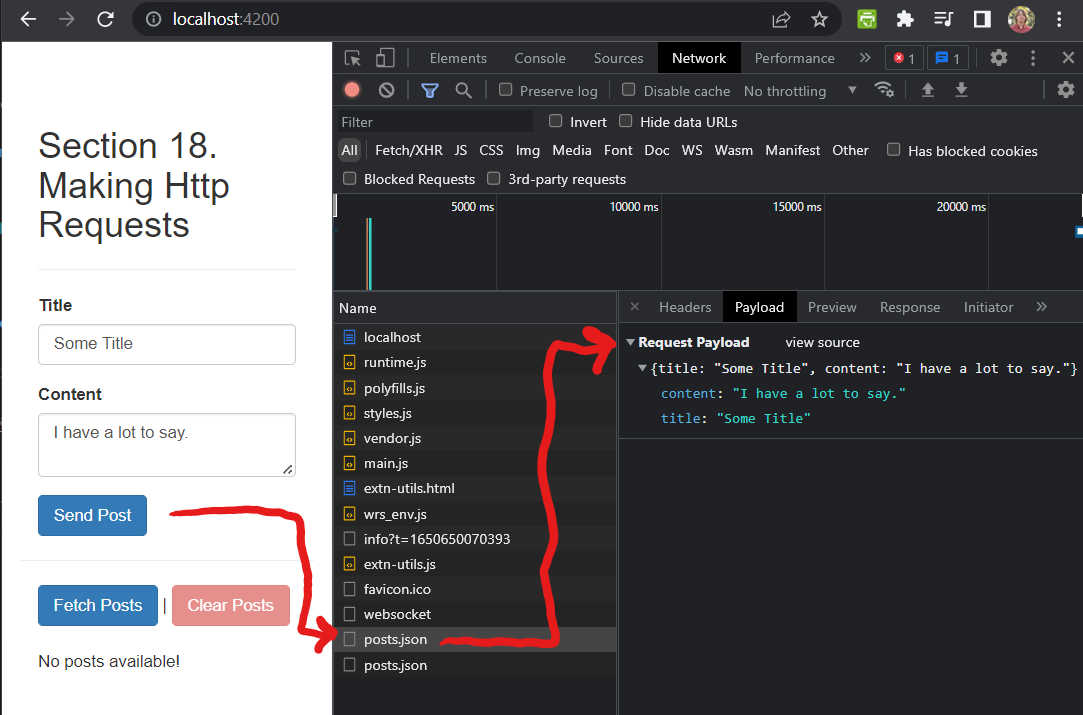 localhost:4200
Elements Console Sources Network Performance 1 1
Preserve log Disable cache No throttling
Filter Invert Hide data URLs
All Fetch/XHR JS CSS Img Media Font Doc WS Wasm Manifest Other Has blocked cookies
Blocked Requests 3rd-party requests
5000 ms 10000 ms 15000 ms 20000 ms
Section 18.
Making Http
Requests
Title
Some Title
Content
I have a lot to say.
Send Post
Fetch Posts | Clear Posts
No posts available!
Name
localhost
runtime.js
polyfills.js
styles.js
vendor.js
main.js
extn-utils.html
wrs_env.js
info?t=1650650070393
extn-utils.js
favicon.ico
websocket
posts.json
posts.json
Headers Payload Preview Response Initiator
Request Payload view source
{title: "Some Title", content: "I have a lot to say."}
content: "I have a lot to say."
title: "Some Title"